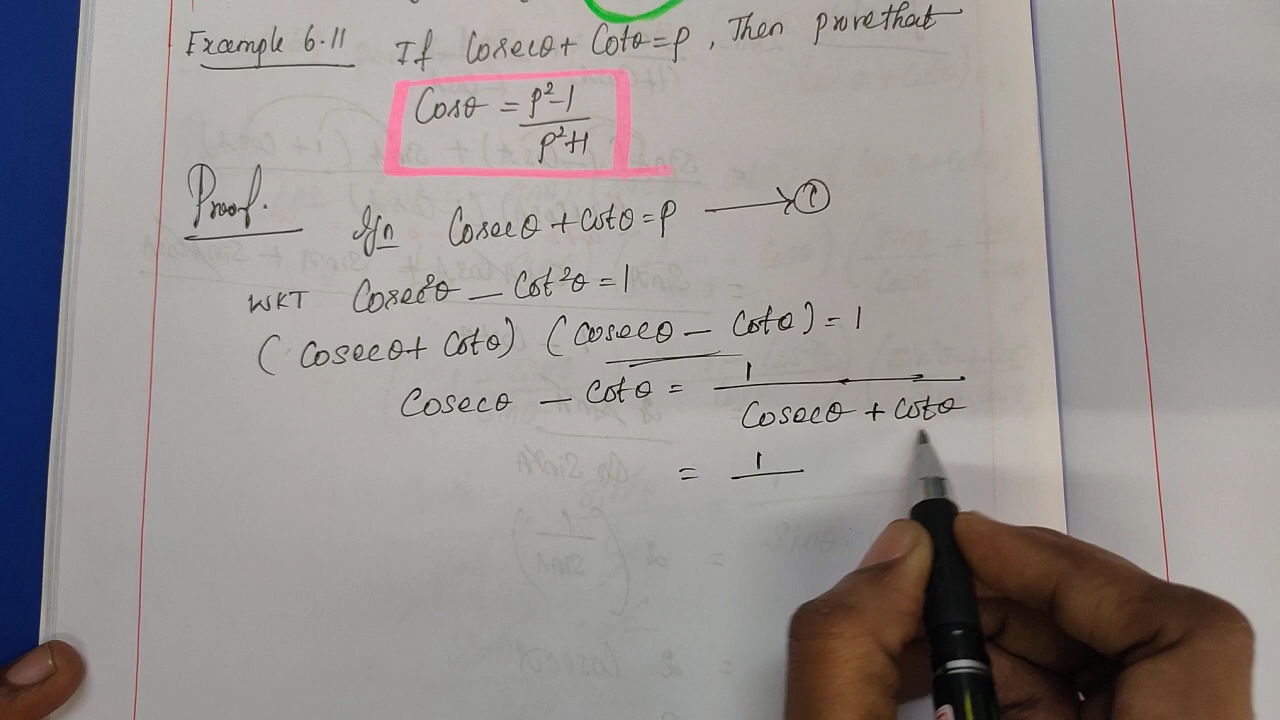 Example 6.11 If Cosecθ + Cotθ = P, Then prove that
Cosθ = P²-1 / P²+1
Proof.
G/n Cosecθ + Cotθ = P → ①
WKT Cosec²θ - Cot²θ = 1
(Cosecθ + Cotθ) (Cosecθ - Cotθ) = 1
Cosecθ - Cotθ = 1 / Cosecθ + Cotθ
= 1